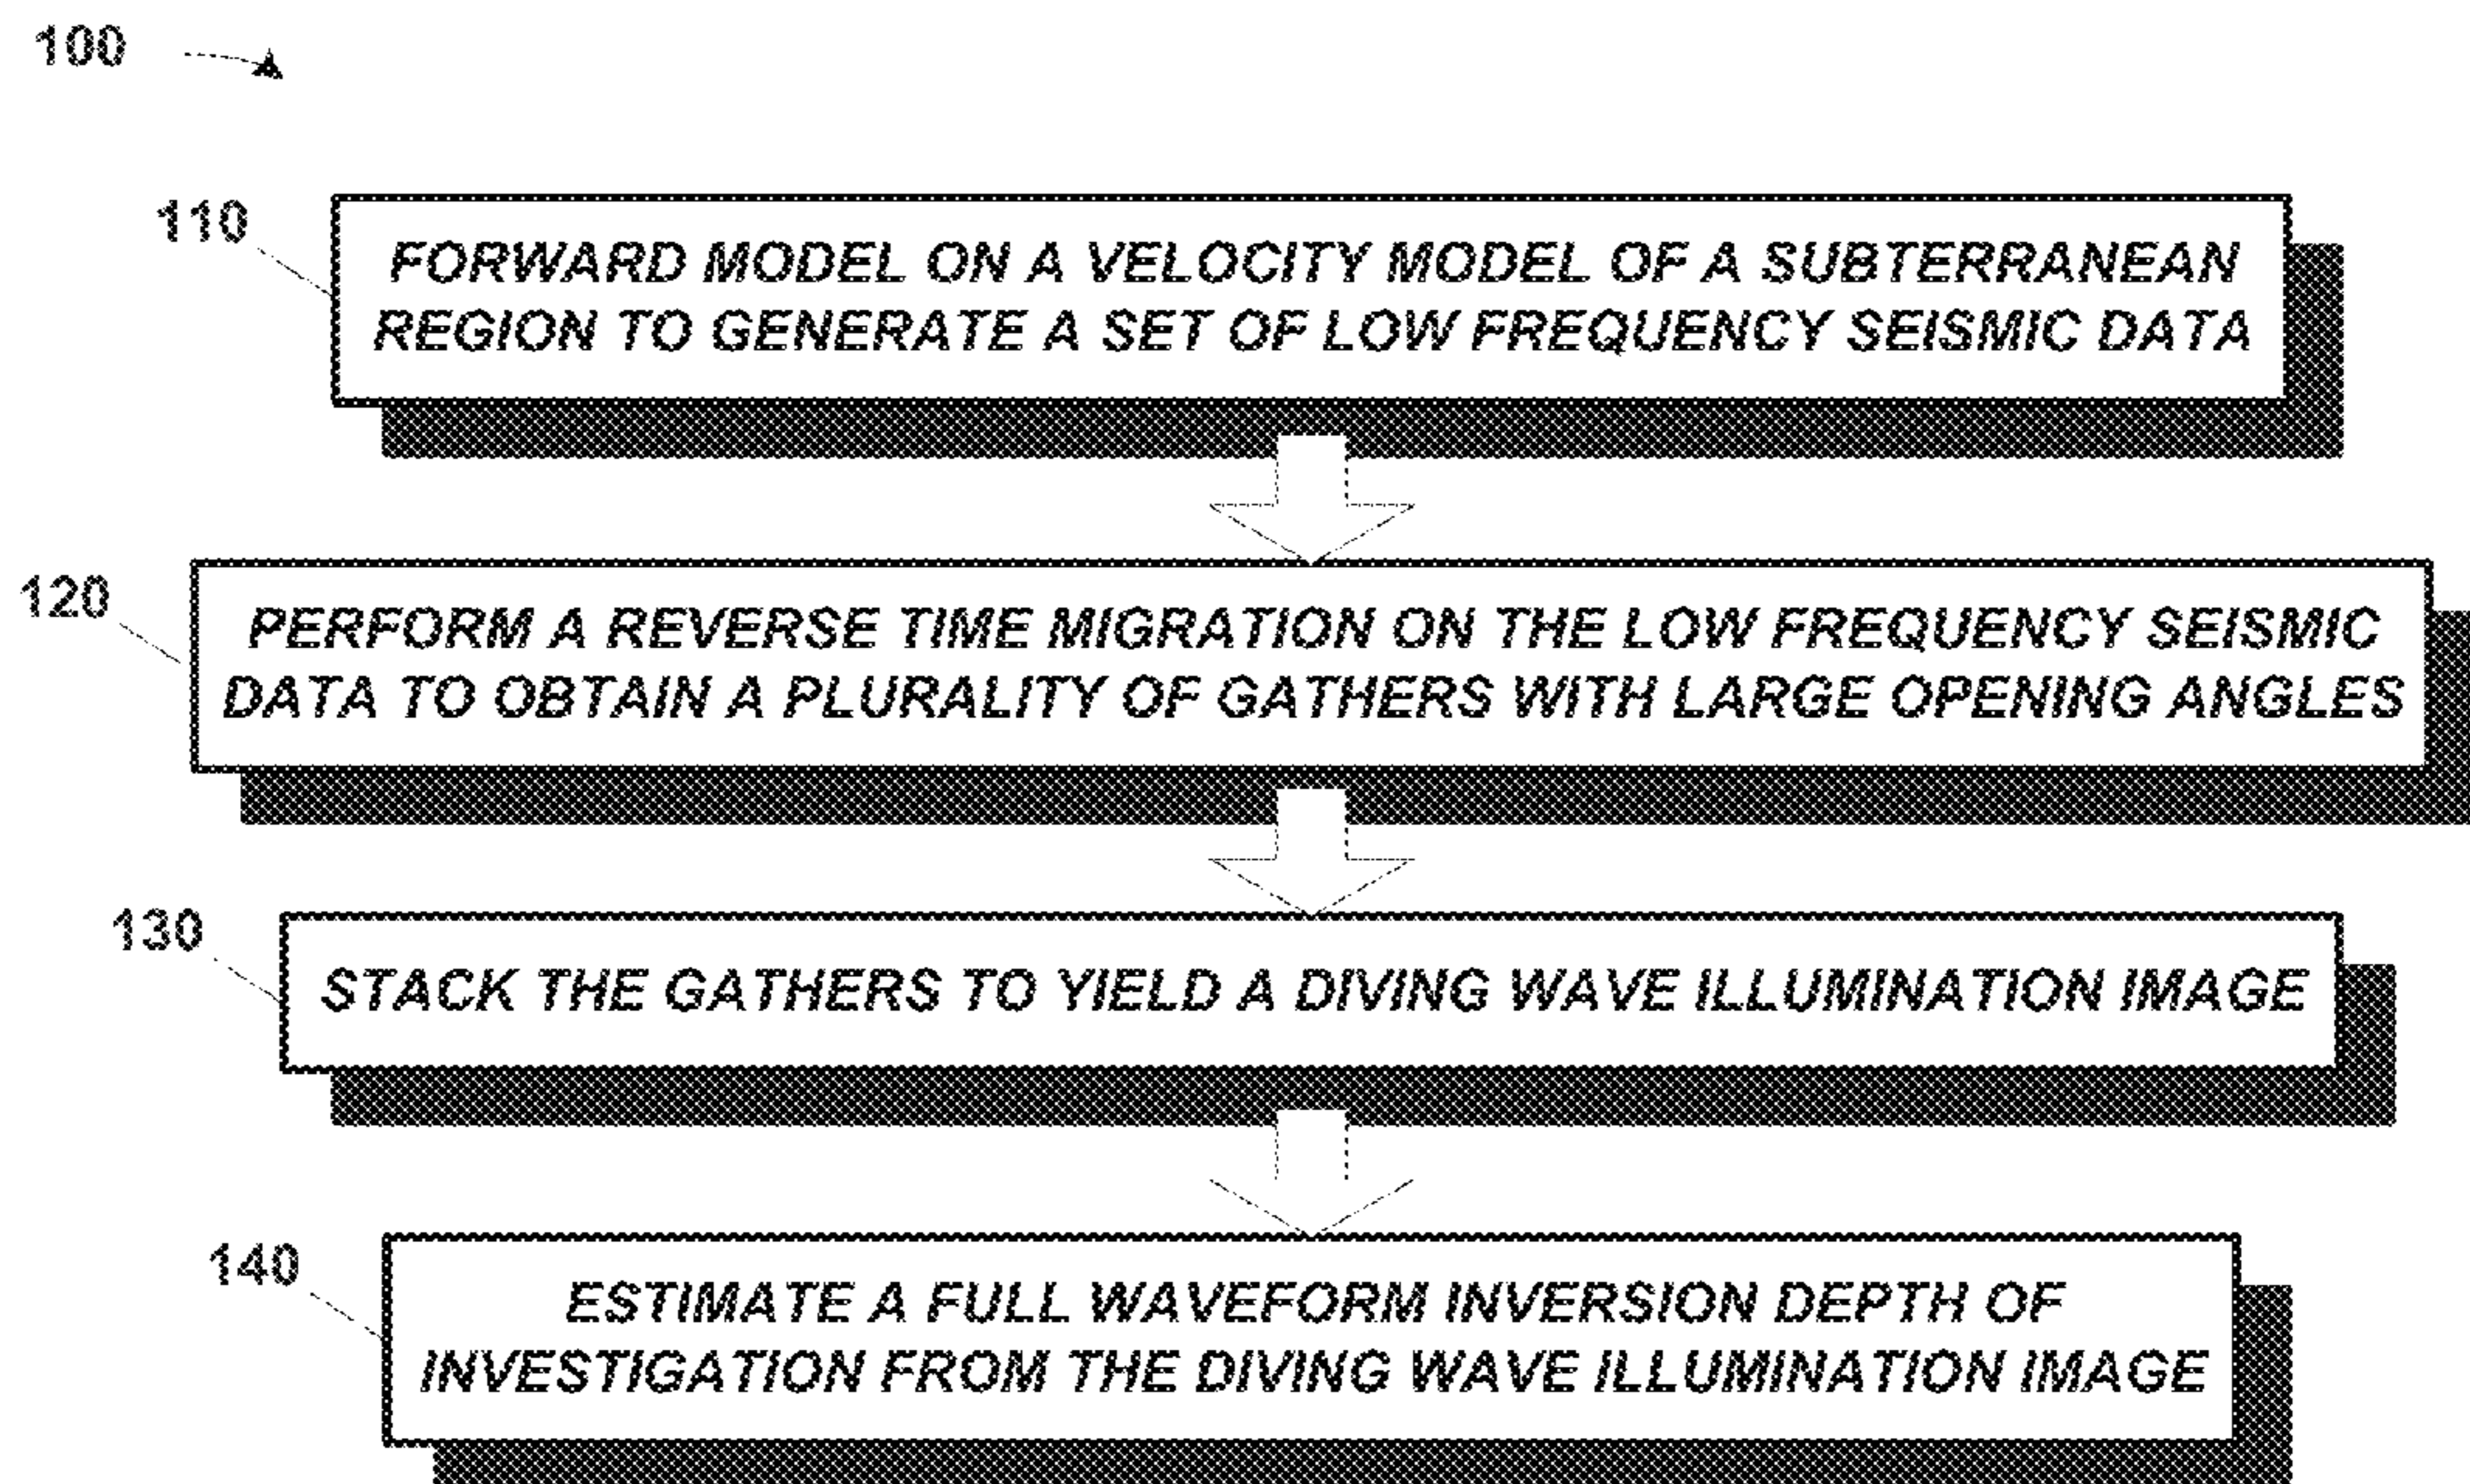 100
110
FORWARD MODEL ON A VELOCITY MODEL OF A SUBTERRANEAN
REGION TO GENERATE A SET OF LOW FREQUENCY SEISMIC DATA
120
PERFORM A REVERSE TIME MIGRATION ON THE LOW FREQUENCY SEISMIC
DATA TO OBTAIN A PLURALITY OF GATHERS WITH LARGE OPENING ANGLES
130
STACK THE GATHERS TO YIELD A DIVING WAVE ILLUMINATION IMAGE
140
ESTIMATE A FULL WAVEFORM INVERSION DEPTH OF
INVESTIGATION FROM THE DIVING WAVE ILLUMINATION IMAGE